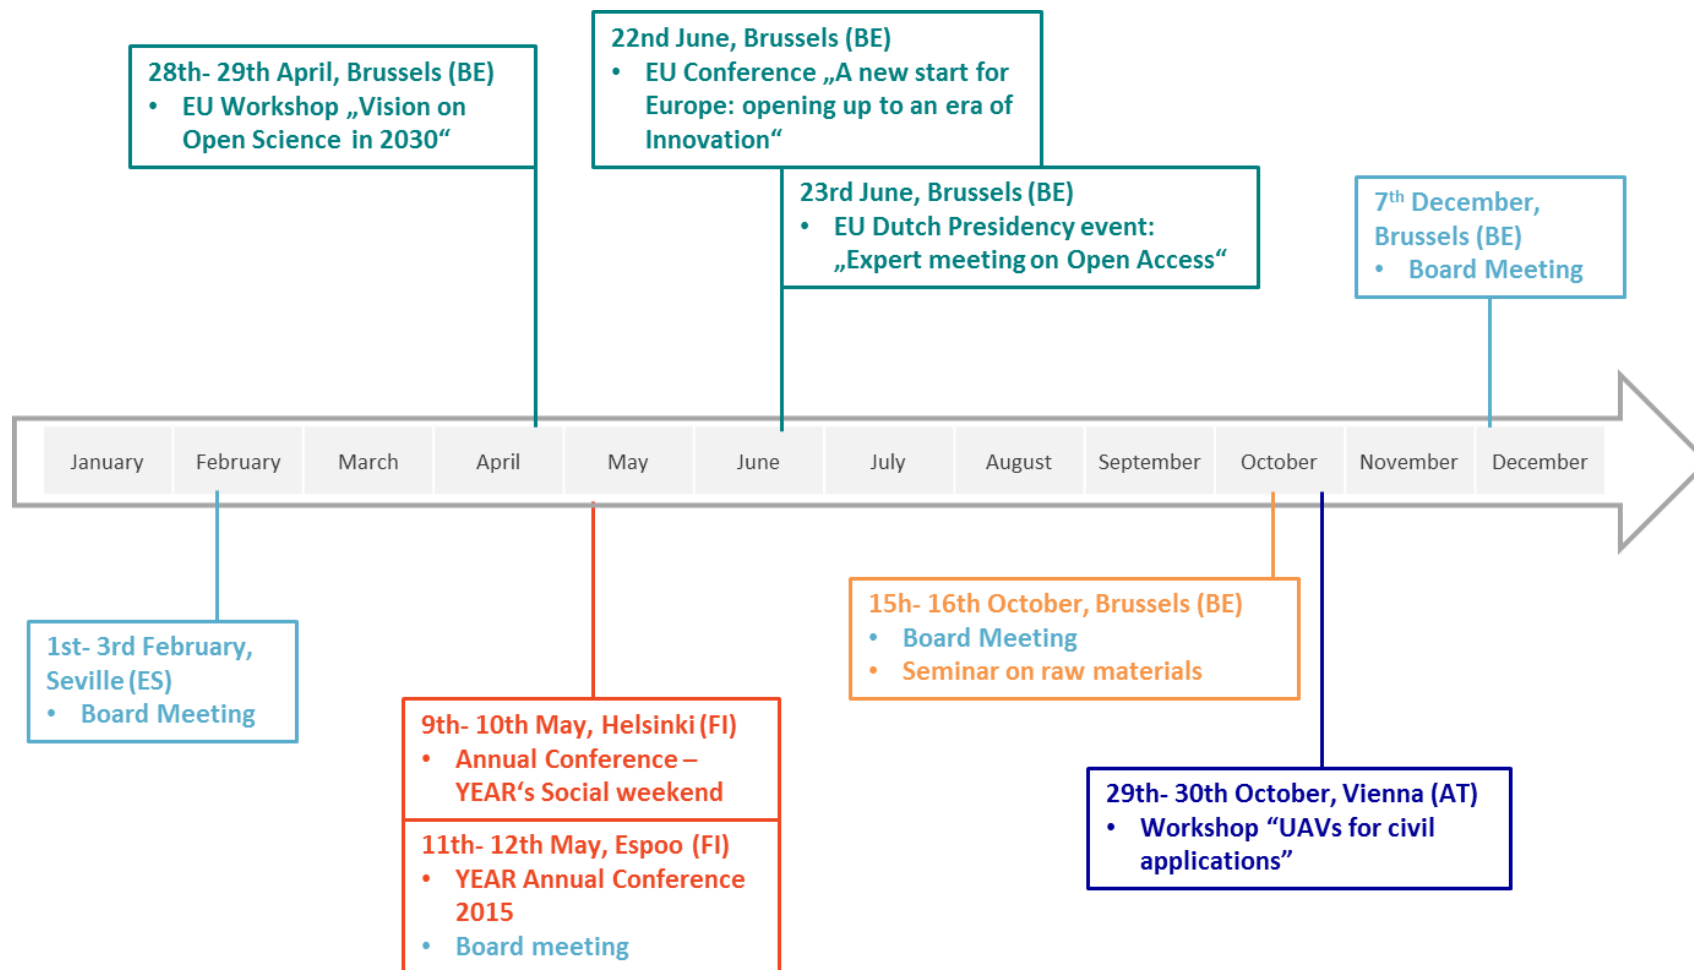 28th- 29th April, Brussels (BE)
• EU Workshop „Vision on
Open Science in 2030“
22nd June, Brussels (BE)
• EU Conference „A new start for
Europe: opening up to an era of
Innovation“
23rd June, Brussels (BE)
• EU Dutch Presidency event:
„Expert meeting on Open Access“
7th December,
Brussels (BE)
• Board Meeting
January February March April May June July August September October November December
1st- 3rd February,
Seville (ES)
• Board Meeting
9th- 10th May, Helsinki (FI)
• Annual Conference –
YEAR‘s Social weekend
11th- 12th May, Espoo (FI)
• YEAR Annual Conference
2015
• Board meeting
15h- 16th October, Brussels (BE)
• Board Meeting
• Seminar on raw materials
29th- 30th October, Vienna (AT)
• Workshop “UAVs for civil
applications”